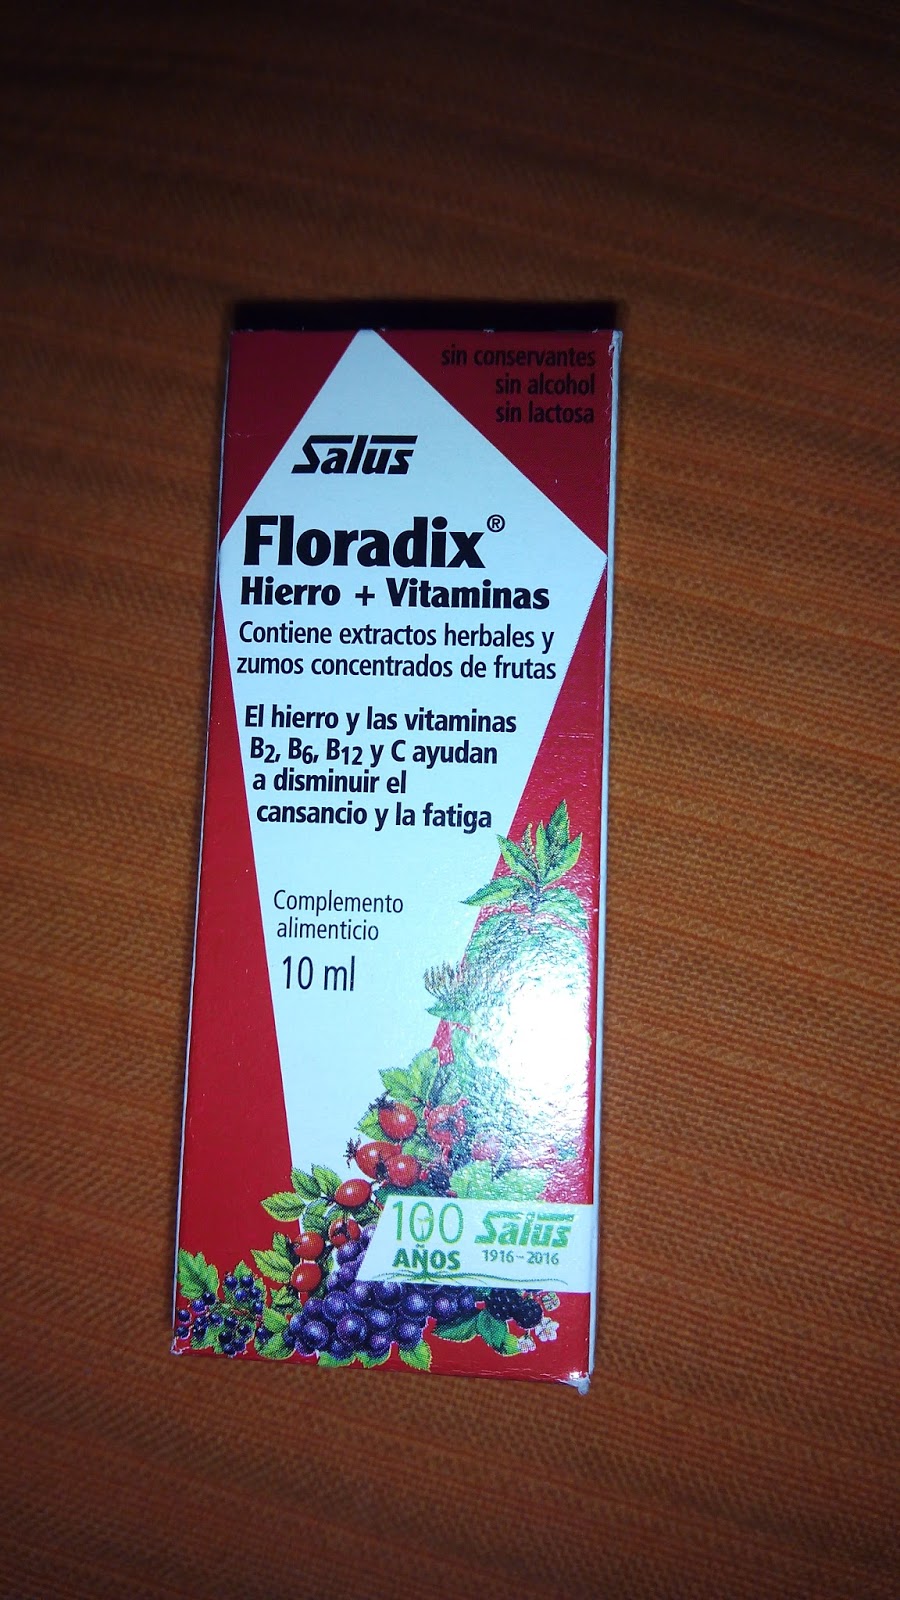 sin conservantes
sin alcohol
sin lactosa
Salus
Floradix®
Hierro + Vitaminas
Contiene extractos herbales y
zumos concentrados de frutas
El hierro y las vitaminas
B2, B6, B12 y C ayudan
a disminuir el
cansancio y la fatiga
Complemento
alimenticio
10 ml
100 AÑOS
Salus
1916-2016